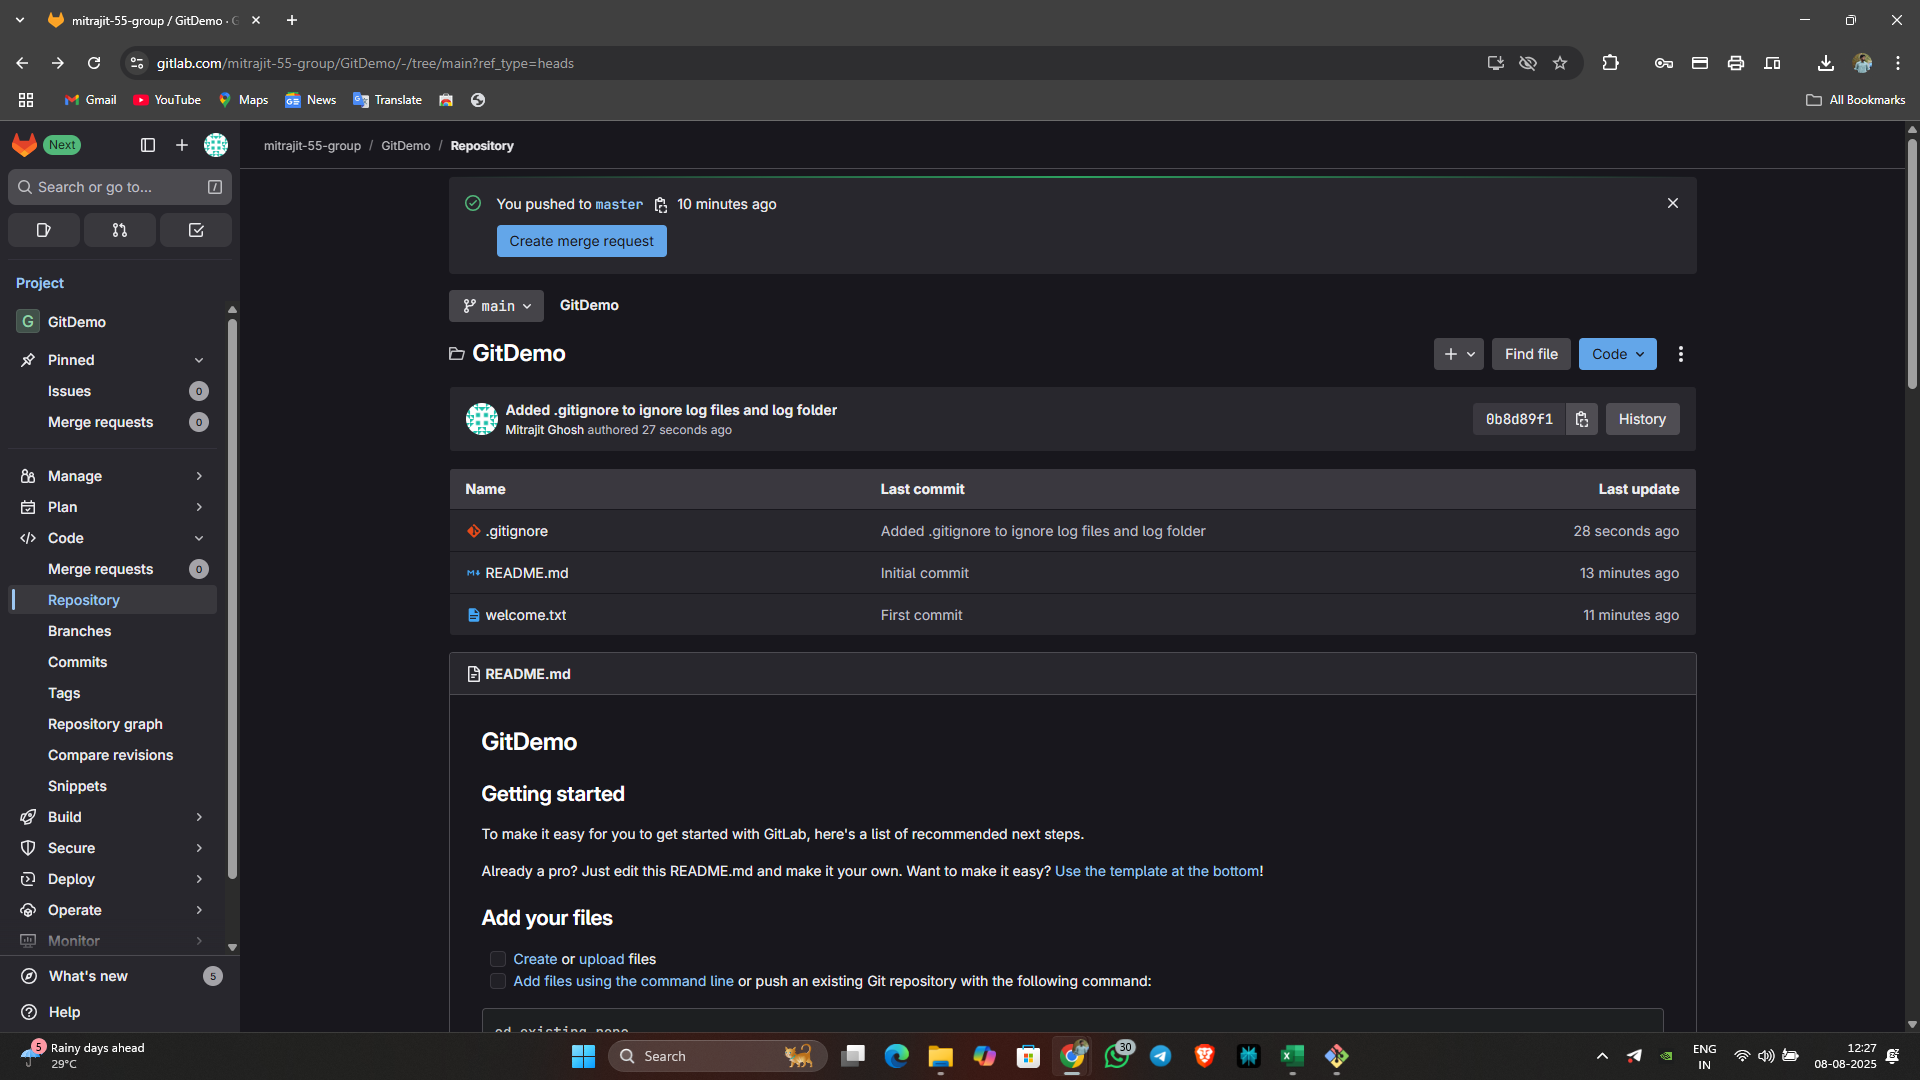 mitrajit-55-group / GitDemo · G
gitlab.com/mitrajit-55-group/GitDemo/-/tree/main?ref_type=heads
Gmail YouTube Maps News Translate All Bookmarks
Next
mitrajit-55-group / GitDemo / Repository
Search or go to... /
You pushed to master 10 minutes ago
Create merge request
Project
G GitDemo
Pinned
Issues 0
Merge requests 0
Manage
Plan
Code
Merge requests 0
Repository
Branches
Commits
Tags
Repository graph
Compare revisions
Snippets
Build
Secure
Deploy
Operate
Monitor
What's new 5
Help
main GitDemo
GitDemo
Find file Code
Added .gitignore to ignore log files and log folder
Mitrajit Ghosh authored 27 seconds ago
0b8d89f1 History
Name Last commit Last update
.gitignore Added .gitignore to ignore log files and log folder 28 seconds ago
README.md Initial commit 13 minutes ago
welcome.txt First commit 11 minutes ago
README.md
GitDemo
Getting started
To make it easy for you to get started with GitLab, here's a list of recommended next steps.
Already a pro? Just edit this README.md and make it your own. Want to make it easy? Use the template at the bottom!
Add your files
Create or upload files
Add files using the command line or push an existing Git repository with the following command:
cd existing_repo
5 Rainy days ahead
29°C
Search
30
ENG
IN
12:27
08-08-2025